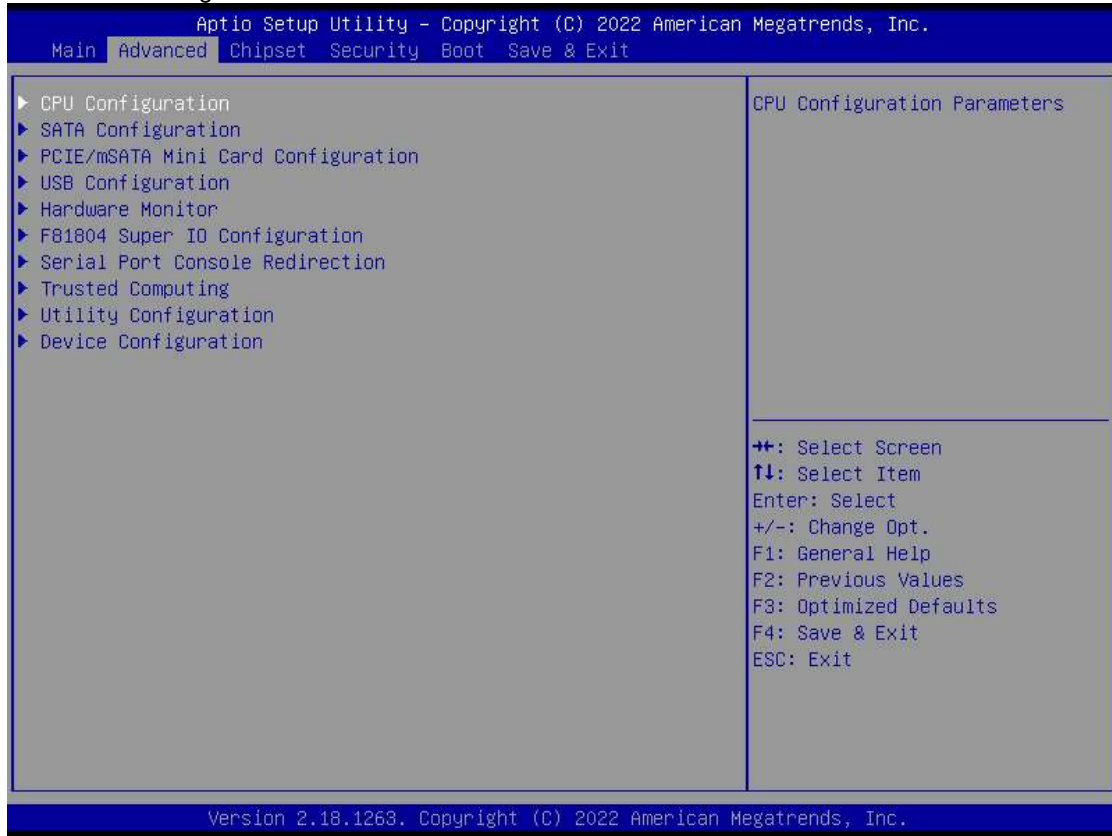 Aptio Setup Utility – Copyright (C) 2022 American Megatrends, Inc.
Main Advanced Chipset Security Boot Save & Exit
▶ CPU Configuration
▶ SATA Configuration
▶ PCIE/mSATA Mini Card Configuration
▶ USB Configuration
▶ Hardware Monitor
▶ F81804 Super IO Configuration
▶ Serial Port Console Redirection
▶ Trusted Computing
▶ Utility Configuration
▶ Device Configuration
CPU Configuration Parameters
→←: Select Screen
↑↓: Select Item
Enter: Select
+/-: Change Opt.
F1: General Help
F2: Previous Values
F3: Optimized Defaults
F4: Save & Exit
ESC: Exit
Version 2.18.1263. Copyright (C) 2022 American Megatrends, Inc.